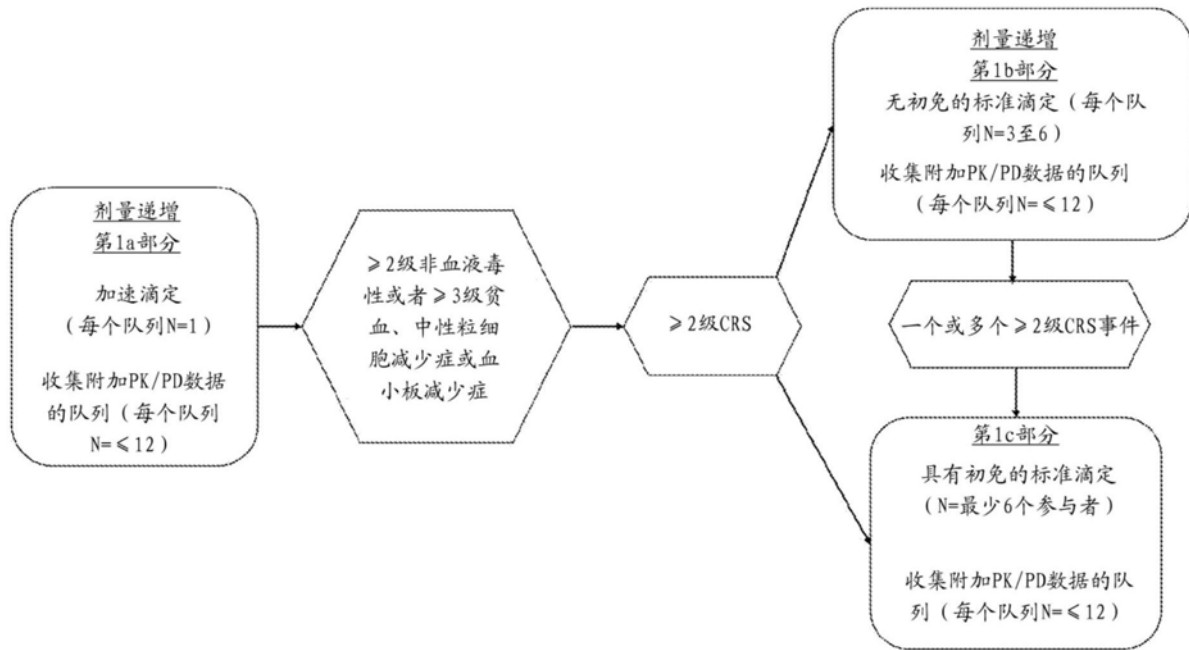 剂量递增
第1a部分
加速滴定
（每个队列N=1）
收集附加PK/PD数据
的队列（每个队列
N=≤12）
≥2级非血液毒
性或者≥3级贫
血、中性粒细
胞减少症或血
小板减少症
≥2级CRS
剂量递增
第1b部分
无初免的标准滴定（每个队
列N=3至6）
收集附加PK/PD数据的队列
（每个队列N=≤12）
一个或多个≥2级CRS事件
第1c部分
具有初免的标准滴定
（N=最少6个参与者）
收集附加PK/PD数据的队
列（每个队列N=≤12）